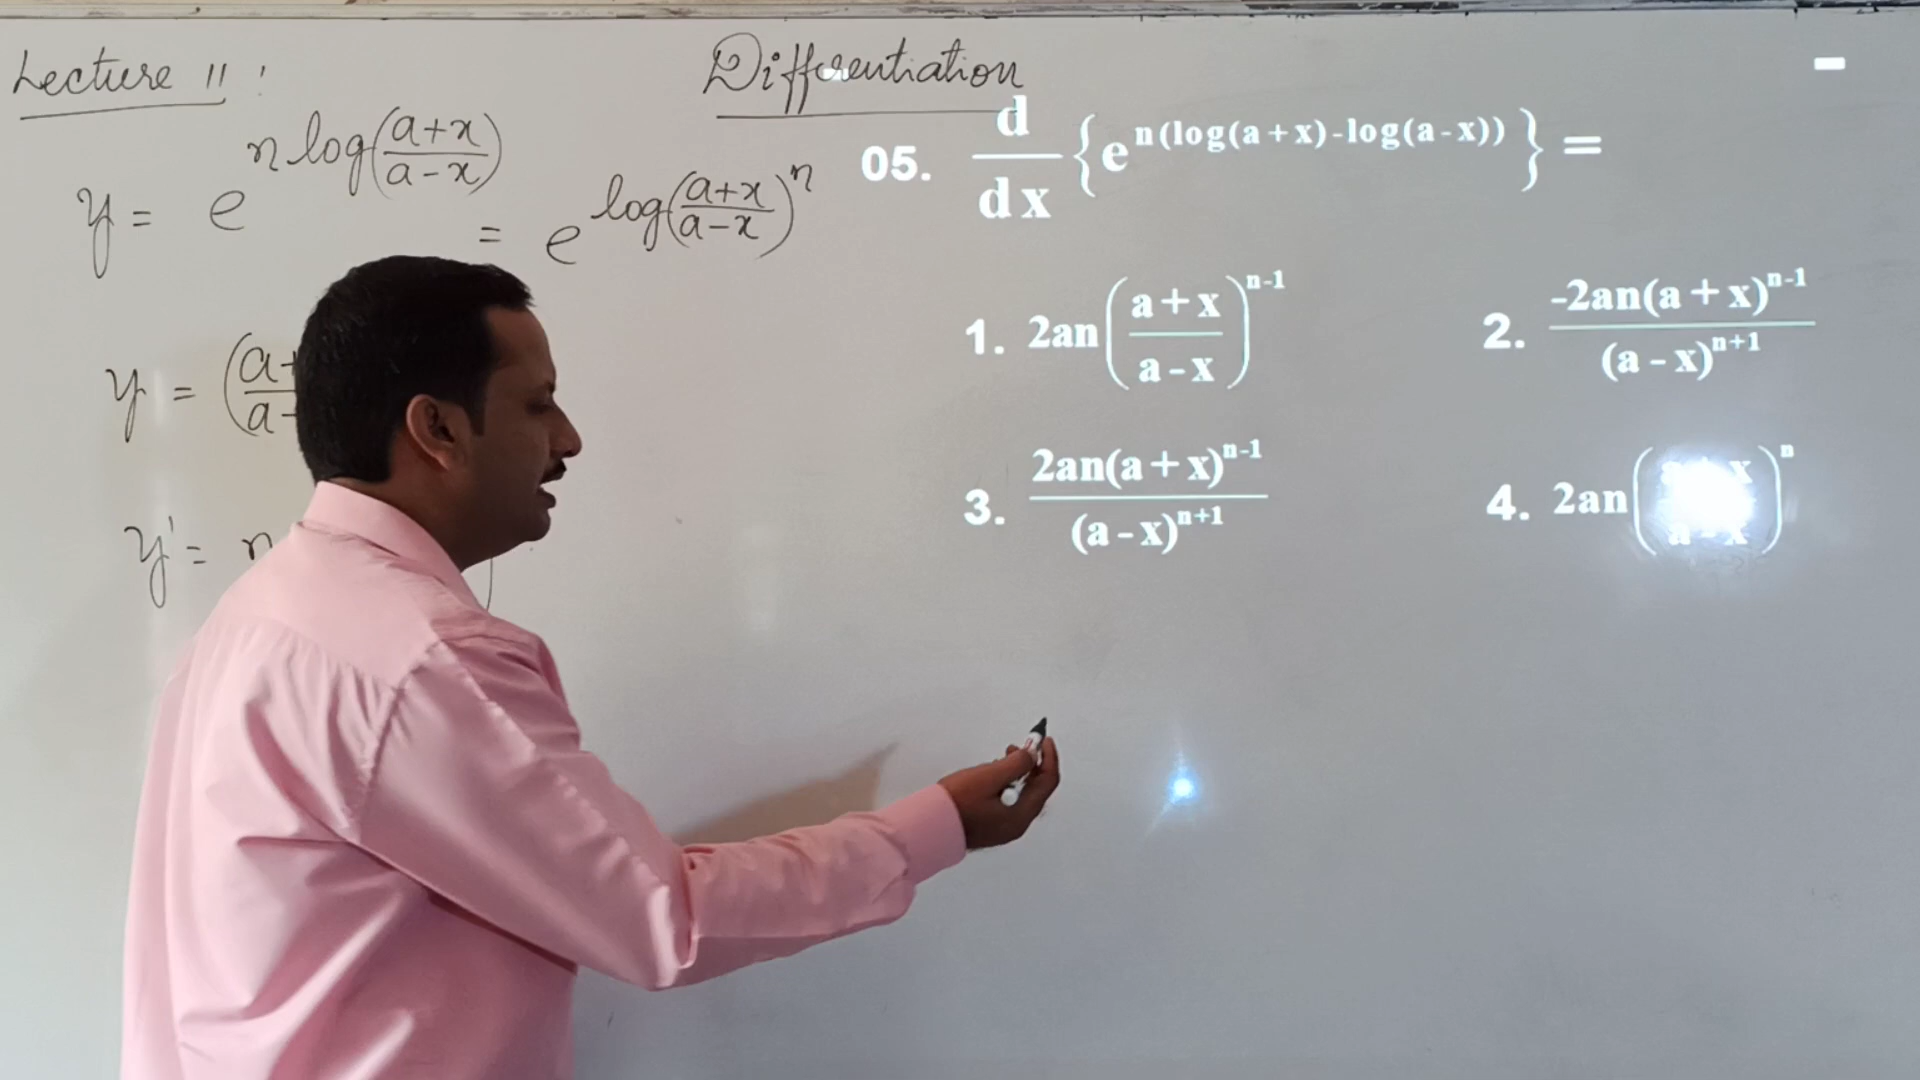 Lecture 11 :
Differentiation
y = e^{n log((a+x)/(a-x))} = e^{log((a+x)/(a-x))^n}
y = (
y' = n
05. d/dx {e^{n(log(a+x)-log(a-x))}} =
1. 2an((a+x)/(a-x))^{n-1}
2. -2an(a+x)^{n-1}/(a-x)^{n+1}
3. 2an(a+x)^{n-1}/(a-x)^{n+1}
4. 2an( )^n